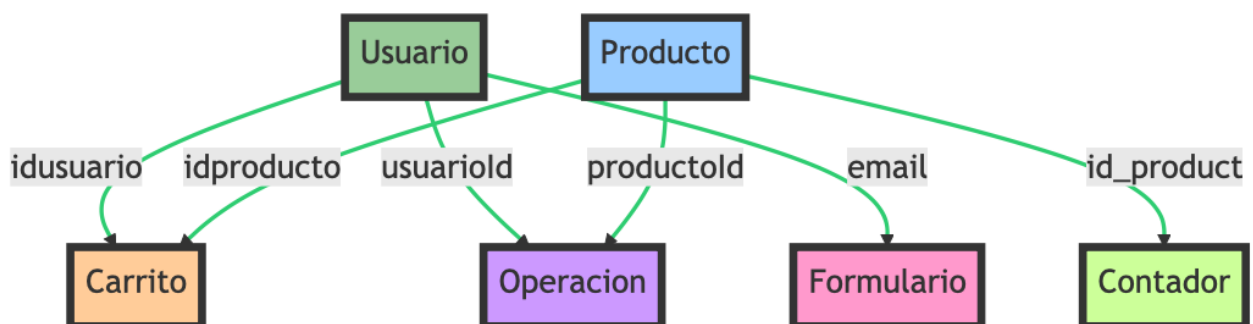 Usuario
Producto
idusuario
idproducto
usuarioId
productoId
email
id_product
Carrito
Operacion
Formulario
Contador